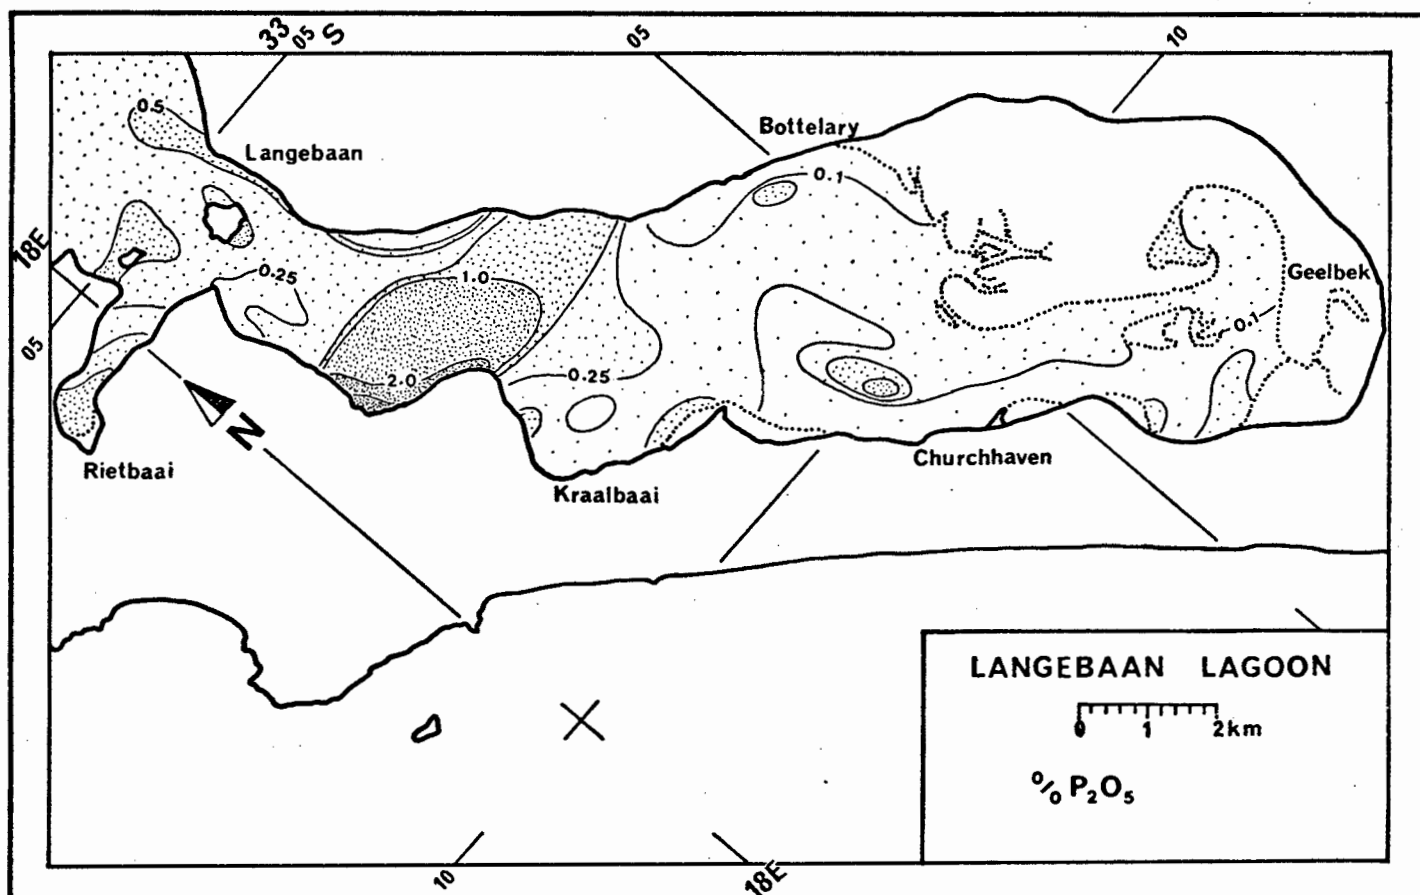 33 05 S
05
10
0.5
Langebaan
Bottelary
0.1
18E
0.25
1.0
Geelbek
0.1
05
2.0
0.25
N
Rietbaai
Kraalbaai
Churchhaven
LANGEBAAN LAGOON
0 1 2km
% P₂O₅
10
18E